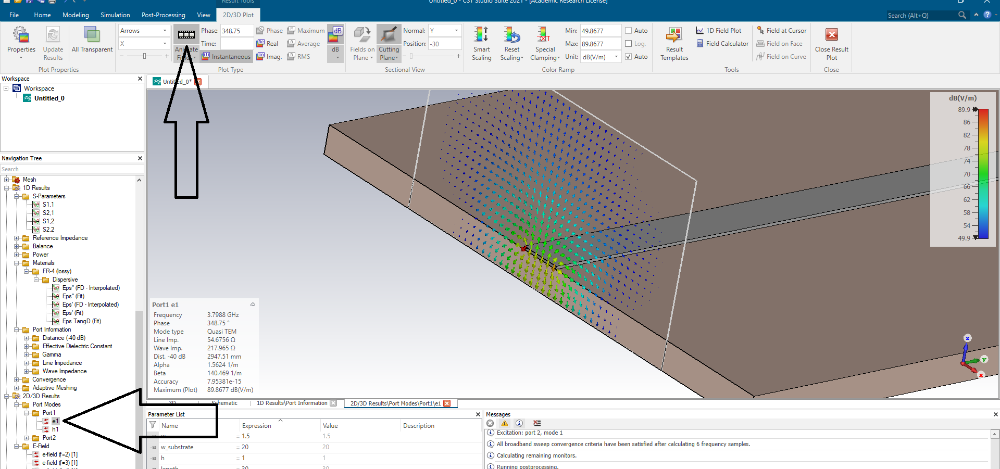 Result Tools
Untitled_0 - CST Studio Suite 2021 - [Academic Research License]
File Home Modeling Simulation Post-Processing View 2D/3D Plot
Search (Alt+Q)
Arrows
X
Properties
Update Results
All Transparent
Plot Properties
Animate
Phase: 348.75
Time:
Instantaneous
Phase
Real
Imag.
Maximum
Average
RMS
dB
dB
Plot Type
Fields on Plane
Cutting Plane
Normal: Y
Position: -30
Sectional View
Smart Scaling
Reset Scaling
Special Clamping
Min: 49.8677
Max: 89.8677
Unit: dB(V/m)
Auto
Log.
Auto
Color Ramp
Result Templates
1D Field Plot
Field Calculator
Field at Cursor
Field on Face
Field on Curve
Tools
Close Result Plot
Close
Workspace
Workspace
Untitled_0
Navigation Tree
Search
Mesh
1D Results
S-Parameters
S1,1
S2,1
S1,2
S2,2
Reference Impedance
Balance
Power
Materials
FR-4 (lossy)
Dispersive
Eps" (FD - Interpolated)
Eps" (Fit)
Eps' (FD - Interpolated)
Eps' (Fit)
Eps TangD (Fit)
Port Information
Distance (-40 dB)
Effective Dielectric Constant
Gamma
Line Impedance
Wave Impedance
Convergence
Adaptive Meshing
2D/3D Results
Port Modes
Port1
e1
h1
Port2
E-Field
e-field (f=2) [1]
e-field (f=3) [1]
Untitled_0*
dB(V/m)
89.9
86
82
78
74
70
66
62
58
54
49.9
Port1 e1
Frequency 3.7988 GHz
Phase 348.75 °
Mode type Quasi TEM
Line Imp. 54.6756 Ω
Wave Imp. 217.965 Ω
Dist. -40 dB 2947.51 mm
Alpha 1.5624 1/m
Beta 140.469 1/m
Accuracy 7.95381e-15
Maximum (Plot) 89.8677 dB(V/m)
z
y
x
3D Schematic 1D Results\Port Information 2D/3D Results\Port Modes\Port1\e1
Parameter List
Name Expression Value Description
= 1.5 1.5
w_substrate = 20 20
h = 1 1
length = 30 30
Messages
Excitation: port 2, mode 1
All broadband sweep convergence criteria have been satisfied after calculating 6 frequency samples.
Calculating remaining monitors.
Running postprocessing.